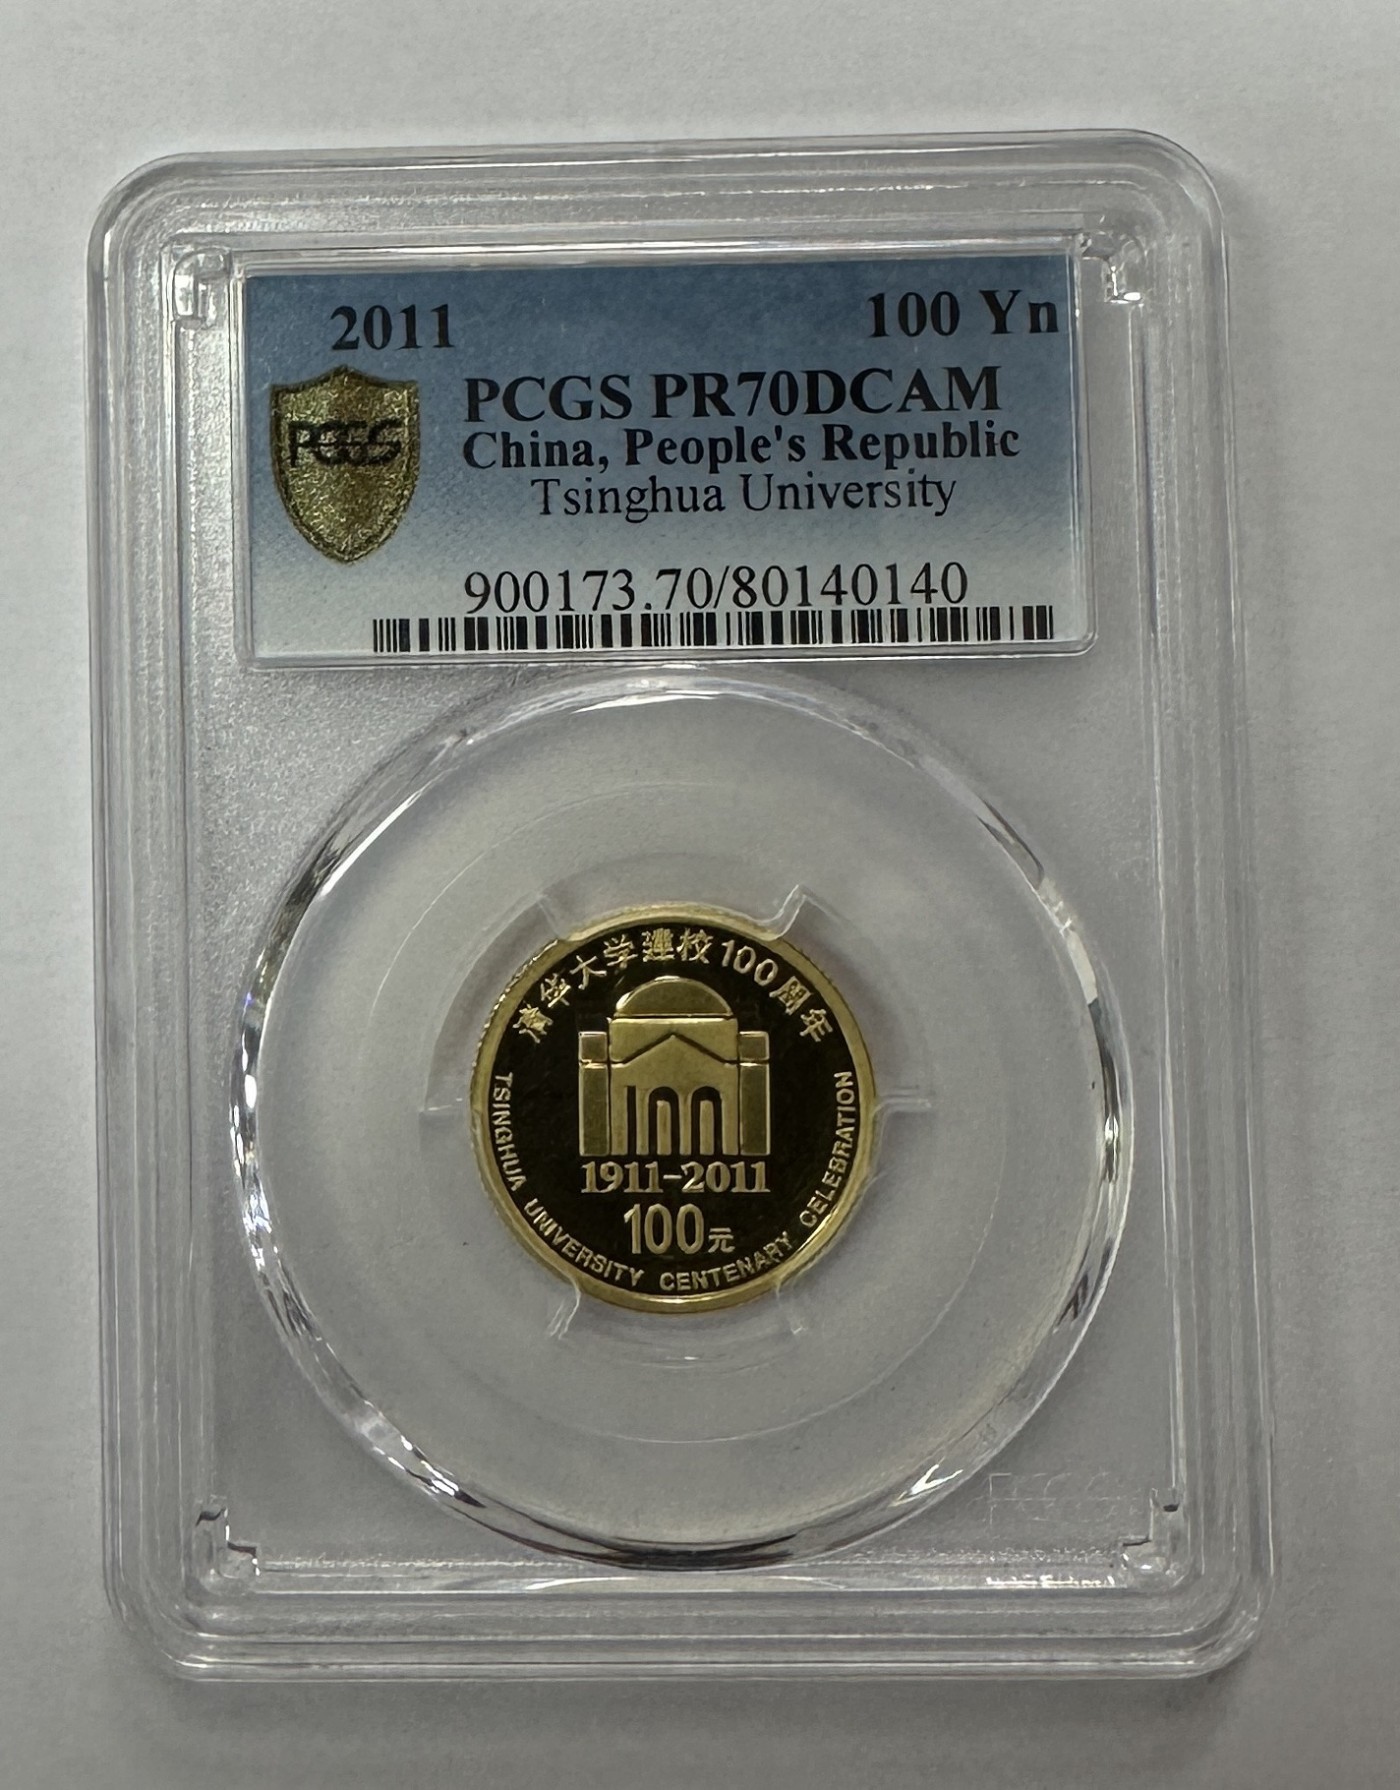 2011 100 Yn
PCGS
PCGS PR70DCAM
China, People's Republic
Tsinghua University
900173.70/80140140
清华大学建校100周年
TSINGHUA UNIVERSITY CENTENARY CELEBRATION
1911-2011
100元
PCGS